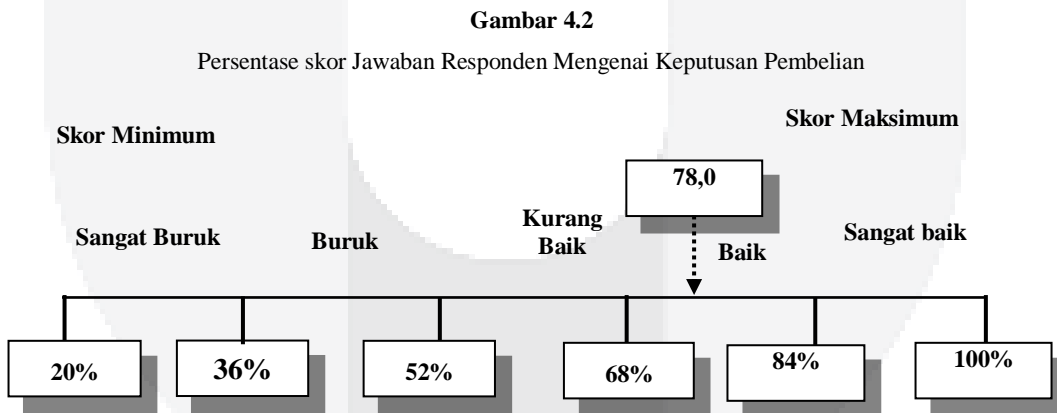 Gambar 4.2
Persentase skor Jawaban Responden Mengenai Keputusan Pembelian
Skor Minimum
Skor Maksimum
78,0
Sangat Buruk
Buruk
Kurang
Baik
Baik
Sangat baik
20%
36%
52%
68%
84%
100%